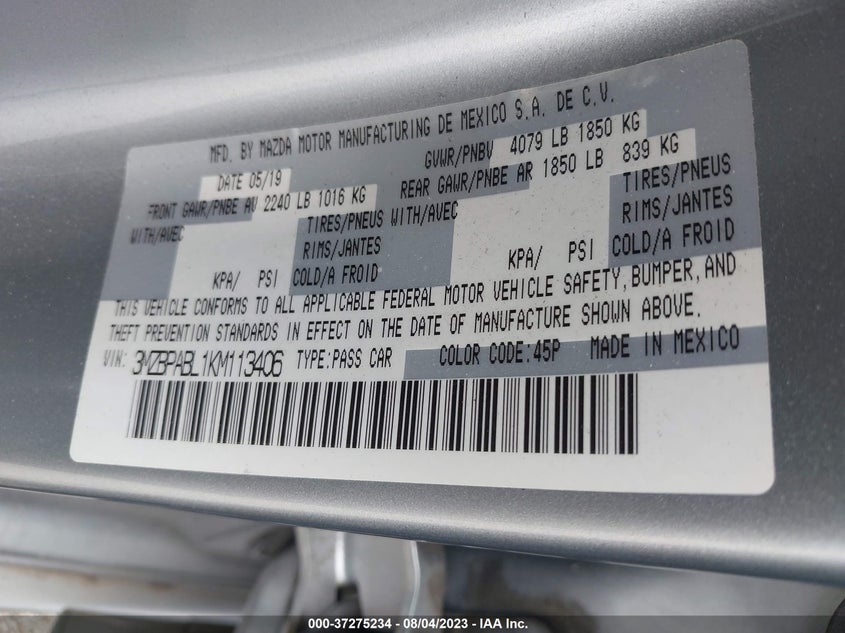 MFD. BY MAZDA MOTOR MANUFACTURING DE MEXICO S.A. DE C.V.
DATE 05/19 GVWR/PNBV 4079 LB 1850 KG
FRONT GAWR/PNBE AV 2240 LB 1016 KG REAR GAWR/PNBE AR 1850 LB 839 KG
WITH/AVEC TIRES/PNEUS WITH/AVEC TIRES/PNEUS
RIMS/JANTES RIMS/JANTES
KPA/ PSI COLD/A FROID KPA/ PSI COLD/A FROID
THIS VEHICLE CONFORMS TO ALL APPLICABLE FEDERAL MOTOR VEHICLE SAFETY, BUMPER, AND
THEFT PREVENTION STANDARDS IN EFFECT ON THE DATE OF MANUFACTURE SHOWN ABOVE.
VIN: 3MZBPABL1KM113406 TYPE:PASS CAR COLOR CODE:45P MADE IN MEXICO
000-37275234 - 08/04/2023 - IAA Inc.